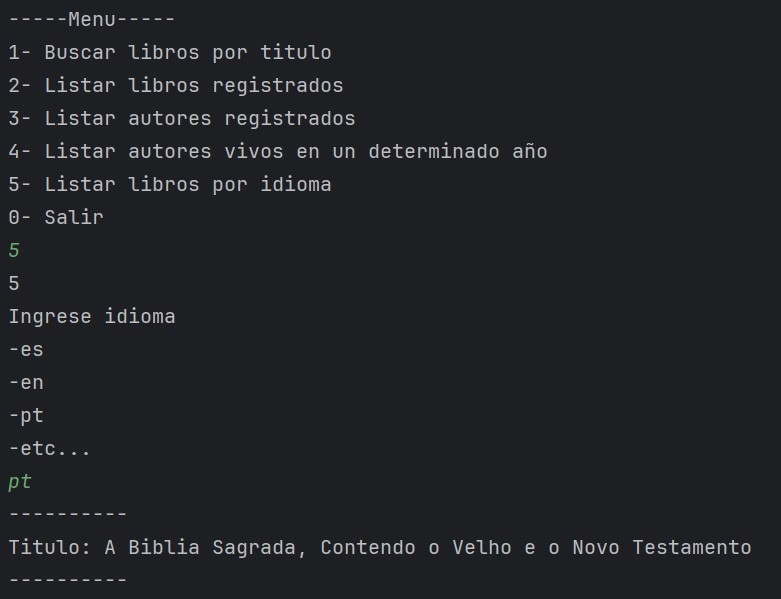 -----Menu-----
1- Buscar libros por titulo
2- Listar libros registrados
3- Listar autores registrados
4- Listar autores vivos en un determinado año
5- Listar libros por idioma
0- Salir
5
5
Ingrese idioma
-es
-en
-pt
-etc...
pt
----------
Titulo: A Biblia Sagrada, Contendo o Velho e o Novo Testamento
----------